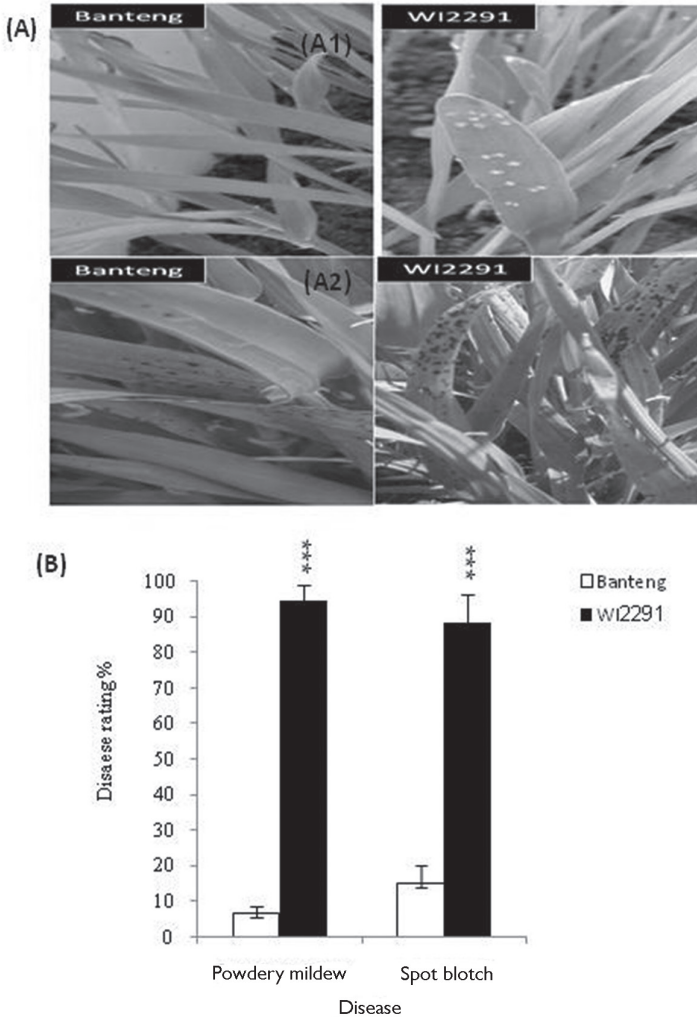 (A)
Banteng
(A1)
WI2291
Banteng
(A2)
WI2291
(B)
Disaese rating%
100
90
80
70
60
50
40
30
20
10
0
***
***
Banteng
WI2291
Powdery mildew
Spot blotch
Disease